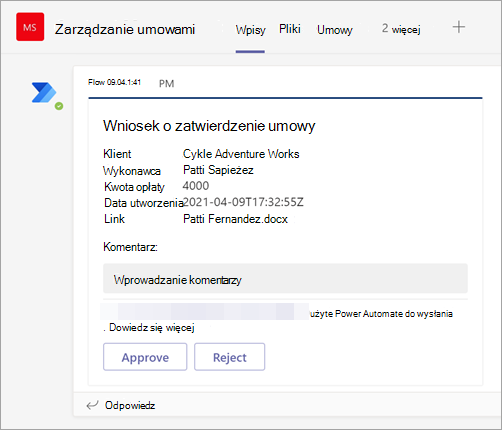 MS Zarządzanie umowami Wpisy Pliki Umowy 2 więcej
Flow 09.04.1:41 PM
Wniosek o zatwierdzenie umowy
Klient Cykle Adventure Works
Wykonawca Patti Sapieżez
Kwota opłaty 4000
Data utworzenia 2021-04-09T17:32:55Z
Link Patti Fernandez.docx
Komentarz:
Wprowadzanie komentarzy
użyte Power Automate do wysłania
. Dowiedz się więcej
Approve Reject
Odpowiedz